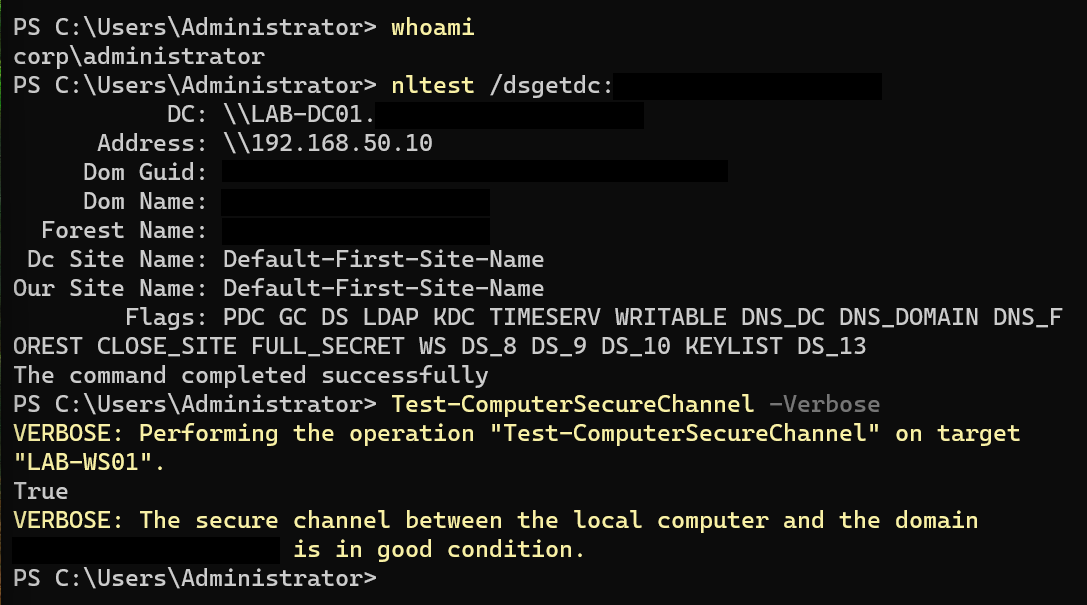 PS C:\Users\Administrator> whoami
corp\administrator
PS C:\Users\Administrator> nltest /dsgetdc:
DC: \\LAB-DC01.
Address: \\192.168.50.10
Dom Guid:
Dom Name:
Forest Name:
Dc Site Name: Default-First-Site-Name
Our Site Name: Default-First-Site-Name
Flags: PDC GC DS LDAP KDC TIMESERV WRITABLE DNS_DC DNS_DOMAIN DNS_F
OREST CLOSE_SITE FULL_SECRET WS DS_8 DS_9 DS_10 KEYLIST DS_13
The command completed successfully
PS C:\Users\Administrator> Test-ComputerSecureChannel -Verbose
VERBOSE: Performing the operation "Test-ComputerSecureChannel" on target
"LAB-WS01".
True
VERBOSE: The secure channel between the local computer and the domain
is in good condition.
PS C:\Users\Administrator>